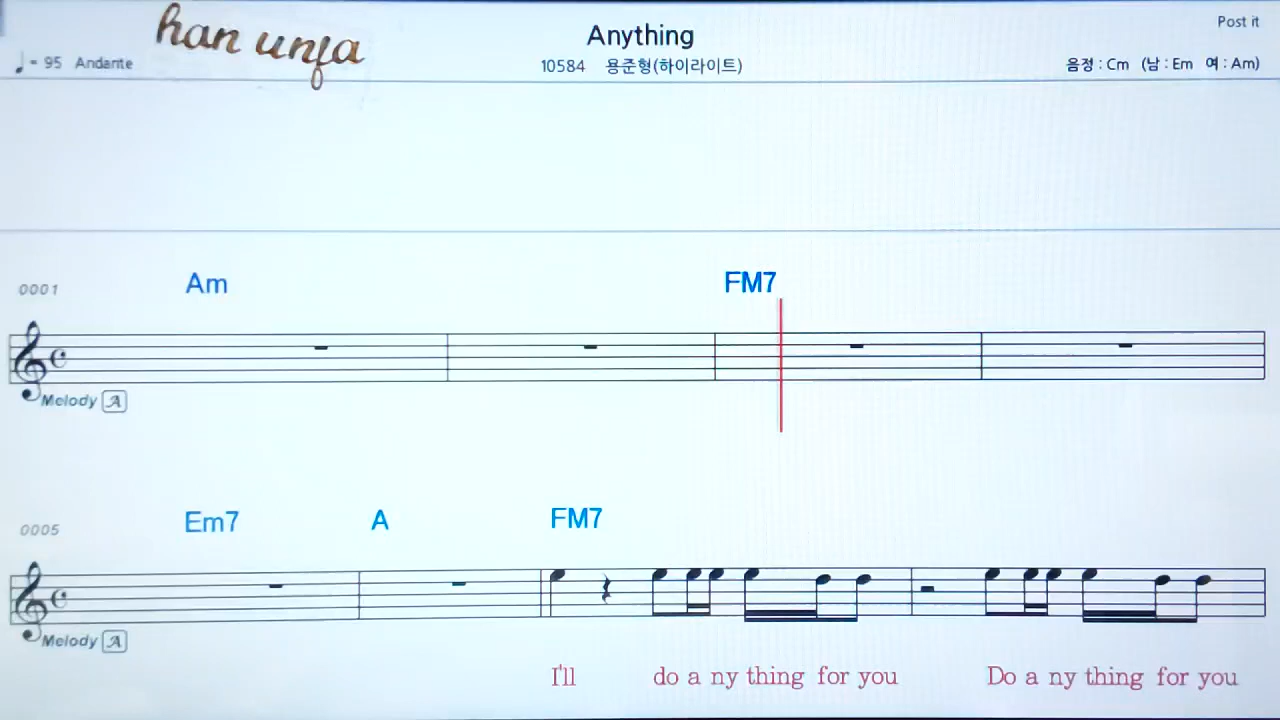 han unfa
Anything
Post it
♩= 95 Andante
10584 용준형(하이라이트)
음정 : Cm (남 : Em 여 : Am)
0001
Am
FM7
Melody A
0005
Em7 A FM7
Melody A
I'll do a ny thing for you Do a ny thing for you